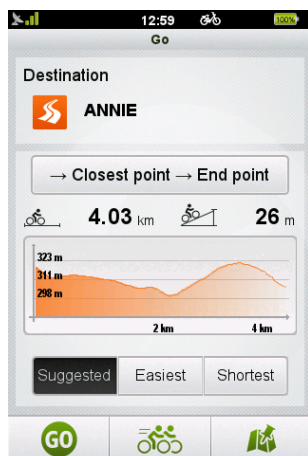 12:59 100%
Go
Destination
ANNIE
→ Closest point → End point
4.03 km 26 m
323 m
311 m
298 m
2 km 4 km
Suggested Easiest Shortest
GO